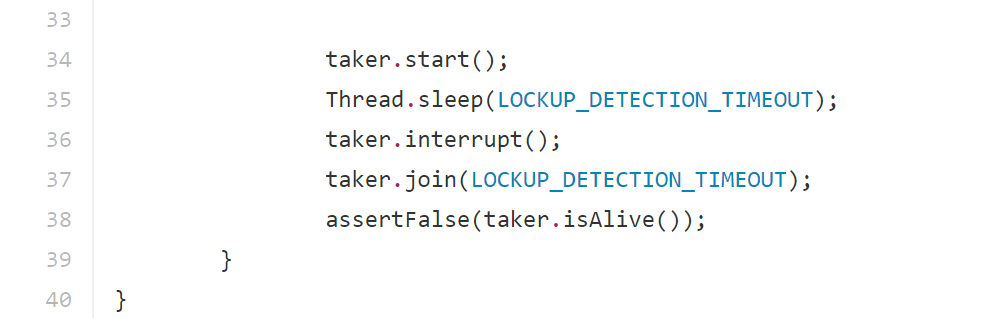 33
34 taker.start();
35 Thread.sleep(LOCKUP_DETECTION_TIMEOUT);
36 taker.interrupt();
37 taker.join(LOCKUP_DETECTION_TIMEOUT);
38 assertFalse(taker.isAlive());
39 }
40 }